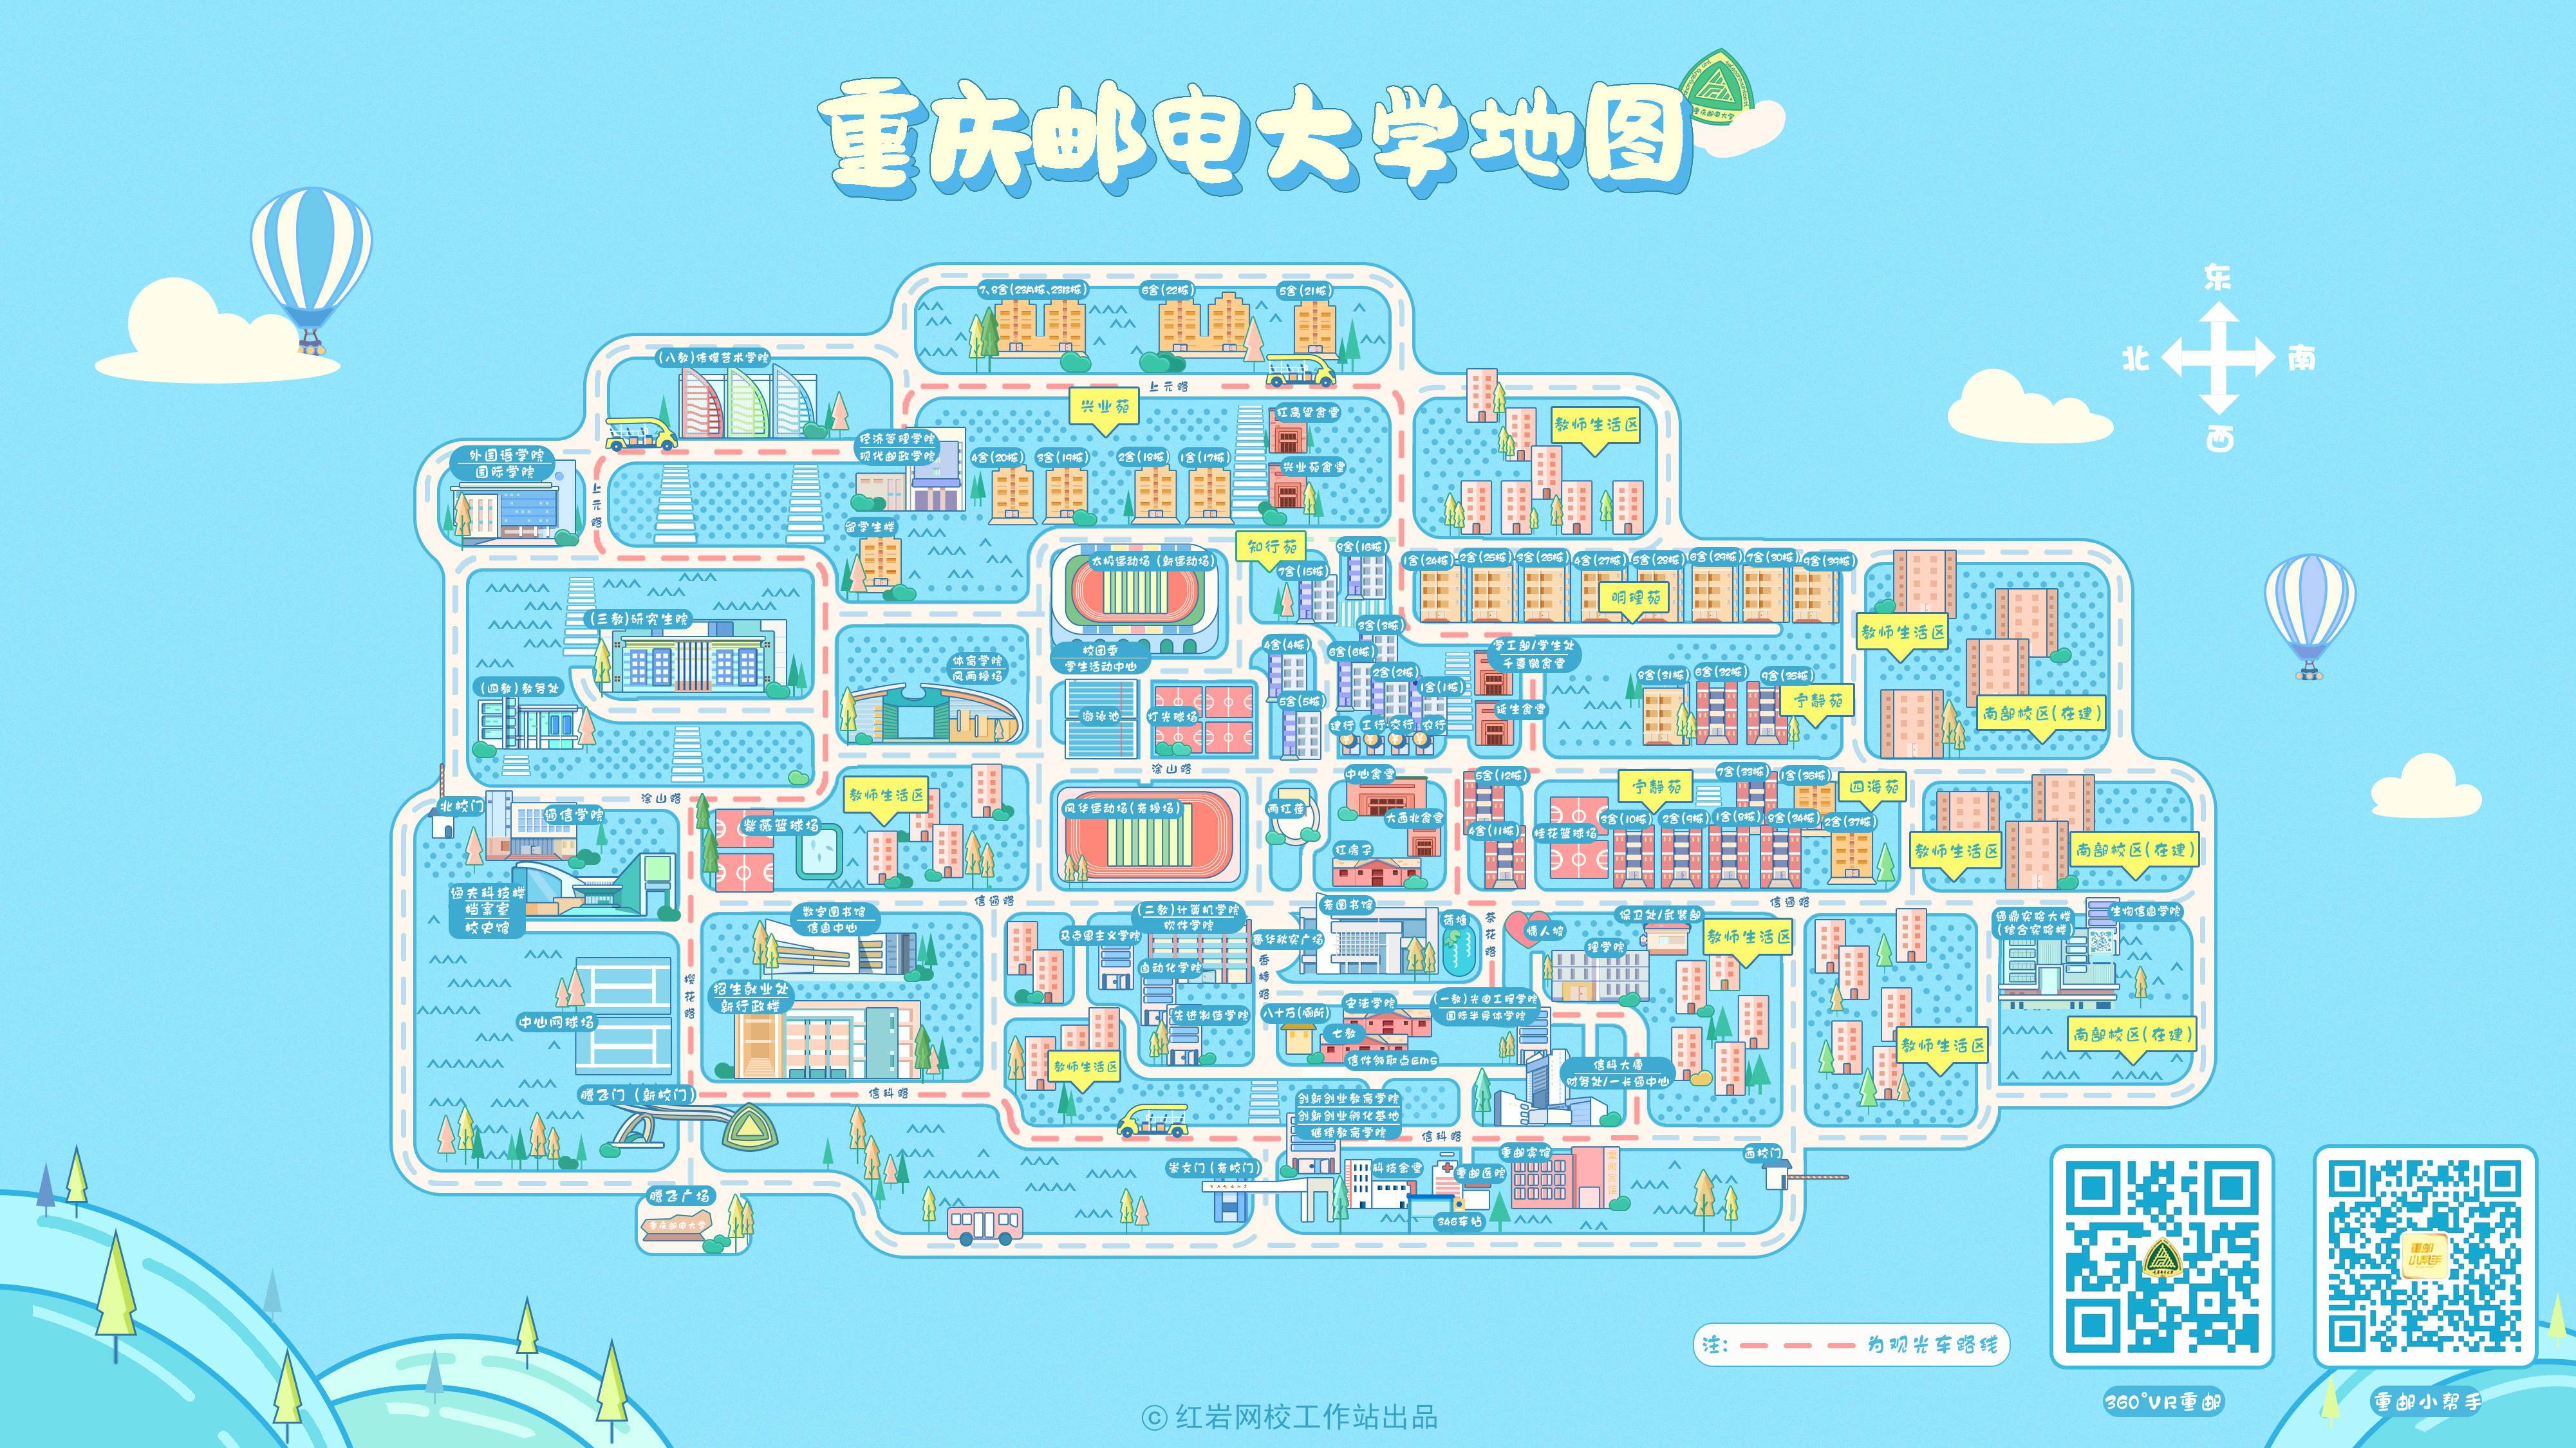 重庆邮电大学地图
重庆邮电大学
东
北
南
西
7、8舍(23A栋、23B栋)
6舍(22栋)
5舍(21栋)
(八教)传媒艺术学院
上元路
兴业苑
红高粱食堂
教师生活区
经济管理学院
现代邮政学院
外国语学院
国际学院
4舍(20栋)
3舍(19栋)
2舍(18栋)
1舍(17栋)
兴业苑食堂
上元路
留学生楼
知行苑
8舍(16栋)
太极运动场(新运动场)
7舍(15栋)
1舍(24栋)
2舍(25栋)
3舍(26栋)
4舍(27栋)
5舍(28栋)
6舍(29栋)
7舍(30栋)
9舍(39栋)
明理苑
(三教)研究生院
3舍(3栋)
教师生活区
4舍(4栋)
6舍(6栋)
校团委
学生活动中心
学工部/学生处
千喜鹤食堂
体育学院
风雨操场
2舍(2栋)
1舍(1栋)
8舍(31栋)
6舍(32栋)
9舍(35栋)
宁静苑
(四教)教务处
5舍(5栋)
延生食堂
游泳池
灯光球场
南部校区(在建)
建行
工行
交行
农行
涂山路
中心食堂
5舍(12栋)
宁静苑
7舍(33栋)
1舍(36栋)
四海苑
涂山路
北校门
通信学院
教师生活区
风华运动场(老操场)
雨红莲
大西北食堂
紫薇篮球场
4舍(11栋)
桂花篮球场
3舍(10栋)
2舍(9栋)
1舍(8栋)
8舍(34栋)
2舍(37栋)
红房子
教师生活区
南部校区(在建)
逸夫科技楼
档案室
校史馆
信通路
信通路
数字图书馆
信息中心
(二教)计算机学院
软件学院
老图书馆
荷塘
茶花路
情人坡
保卫处/武装部
教师生活区
通鼎实验大楼
(综合实验楼)
生物信息学院
马克思主义学院
春华秋实广场
理学院
自动化学院
香樟路
樱花路
招生就业处
新行政楼
中心网球场
先进制造学院
八十万(厕所)
安法学院
七教
信件领取点Ems
(一教)光电工程学院
国际半导体学院
南部校区(在建)
教师生活区
教师生活区
信科大厦
财务处/一卡通中心
腾飞门(新校门)
信科路
创新创业教育学院
创新创业孵化基地
继续教育学院
信科路
崇文门(老校门)
科技会堂
重邮医院
重邮宾馆
西校门
腾飞广场
重庆邮电大学
346车站
注:
为观光车路线
重邮
小帮手
360°VR重邮
重邮小帮手
© 红岩网校工作站出品